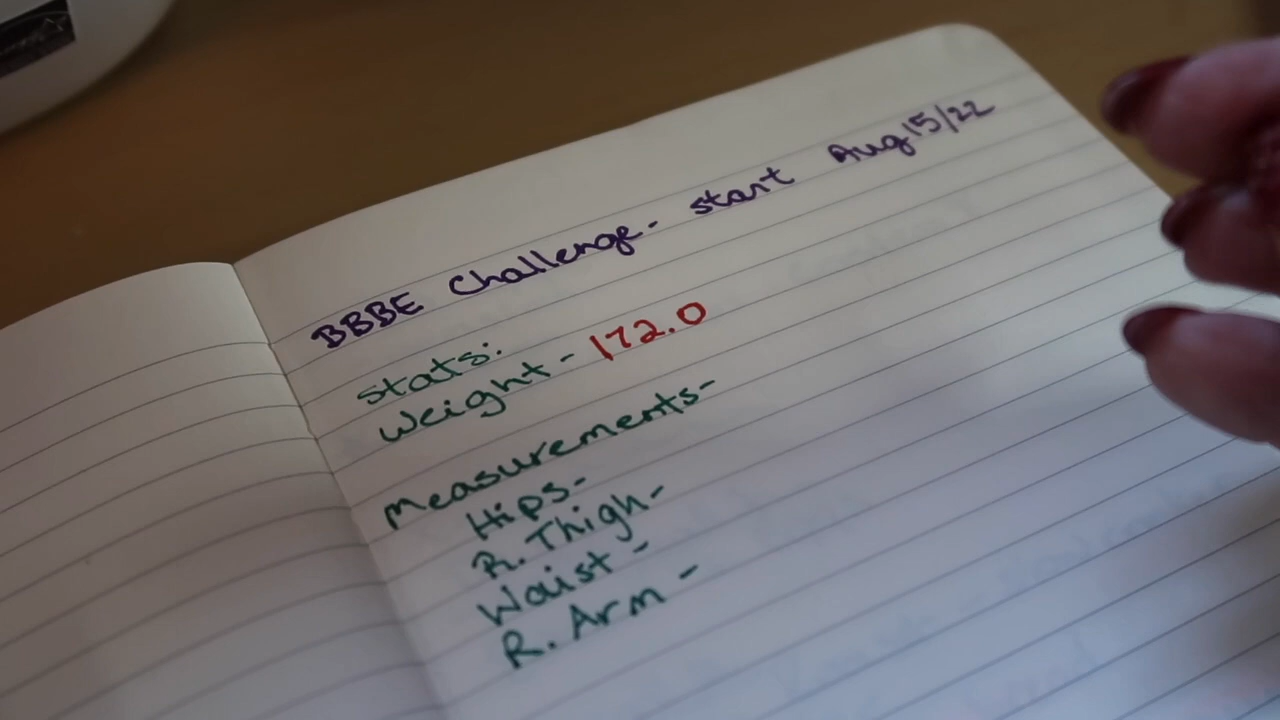 BBBE Challenge- start Aug 15/22
stats:
Weight - 172.0
Measurements-
Hips-
R. Thigh-
Waist -
R. Arm -